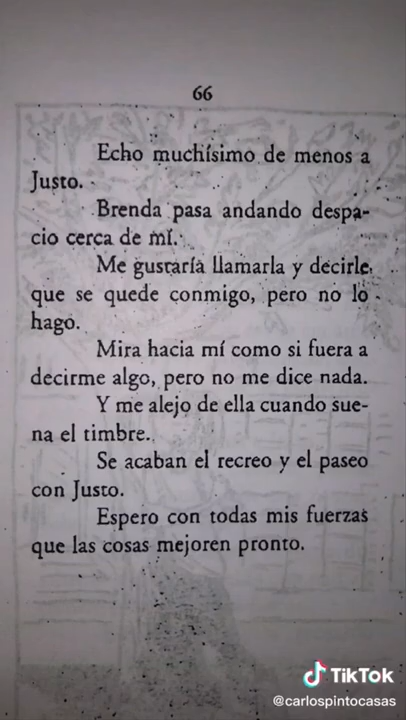 66
Echo muchísimo de menos a
Justo.
Brenda pasa andando despa-
cio cerca de mí.
Me gustaría llamarla y decirle
que se quede conmigo, pero no lo
hago.
Mira hacia mí como si fuera a
decirme algo, pero no me dice nada.
Y me alejo de ella cuando sue-
na el timbre.
Se acaban el recreo y el paseo
con Justo.
Espero con todas mis fuerzas
que las cosas mejoren pronto.
TikTok
@carlospintocasas